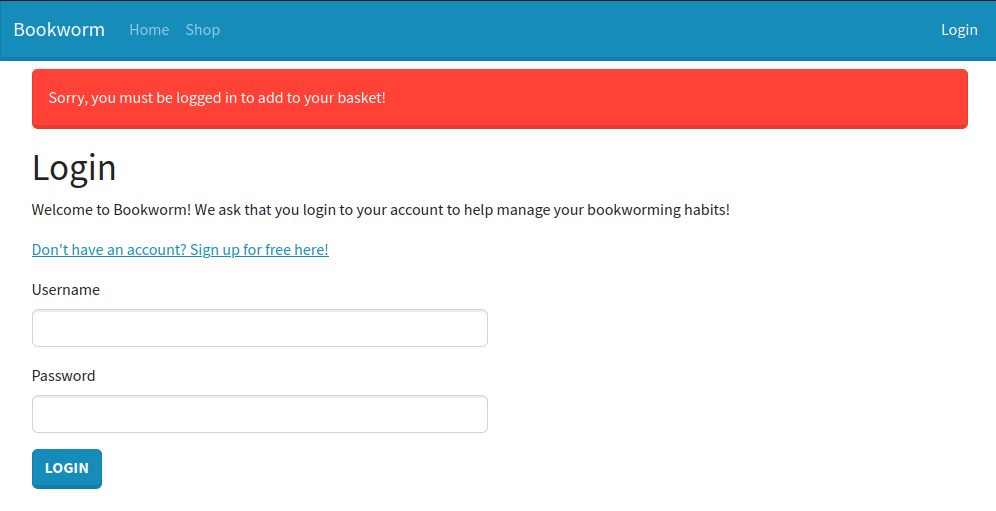 Bookworm Home Shop Login
Sorry, you must be logged in to add to your basket!
Login
Welcome to Bookworm! We ask that you login to your account to help manage your bookworming habits!
Don't have an account? Sign up for free here!
Username
Password
LOGIN